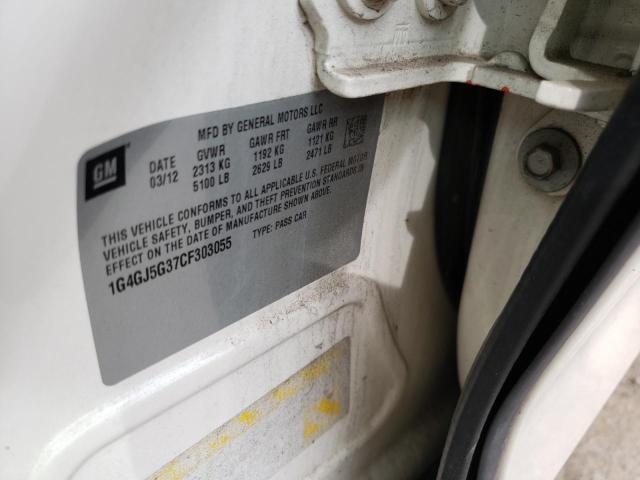 MFD BY GENERAL MOTORS LLC
GM
DATE GVWR GAWR FRT GAWR RR
03/12 2313 KG 1192 KG 1121 KG
5100 LB 2629 LB 2471 LB
THIS VEHICLE CONFORMS TO ALL APPLICABLE U.S. FEDERAL MOTOR
VEHICLE SAFETY, BUMPER, AND THEFT PREVENTION STANDARDS IN
EFFECT ON THE DATE OF MANUFACTURE SHOWN ABOVE.
1G4GJ5G37CF303055 TYPE: PASS CAR